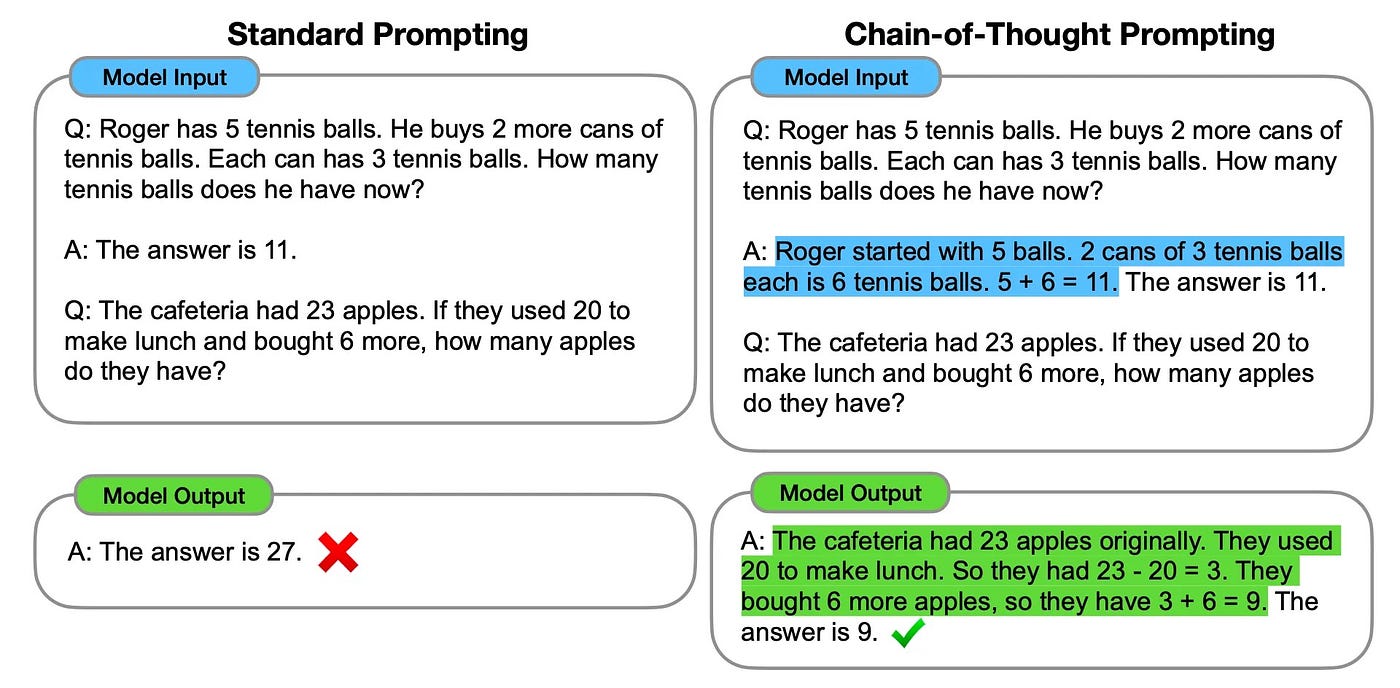 Standard Prompting
Model Input
Q: Roger has 5 tennis balls. He buys 2 more cans of
tennis balls. Each can has 3 tennis balls. How many
tennis balls does he have now?
A: The answer is 11.
Q: The cafeteria had 23 apples. If they used 20 to
make lunch and bought 6 more, how many apples
do they have?
Model Output
A: The answer is 27.
Chain-of-Thought Prompting
Model Input
Q: Roger has 5 tennis balls. He buys 2 more cans of
tennis balls. Each can has 3 tennis balls. How many
tennis balls does he have now?
A: Roger started with 5 balls. 2 cans of 3 tennis balls
each is 6 tennis balls. 5 + 6 = 11. The answer is 11.
Q: The cafeteria had 23 apples. If they used 20 to
make lunch and bought 6 more, how many apples
do they have?
Model Output
A: The cafeteria had 23 apples originally. They used
20 to make lunch. So they had 23 - 20 = 3. They
bought 6 more apples, so they have 3 + 6 = 9. The
answer is 9.